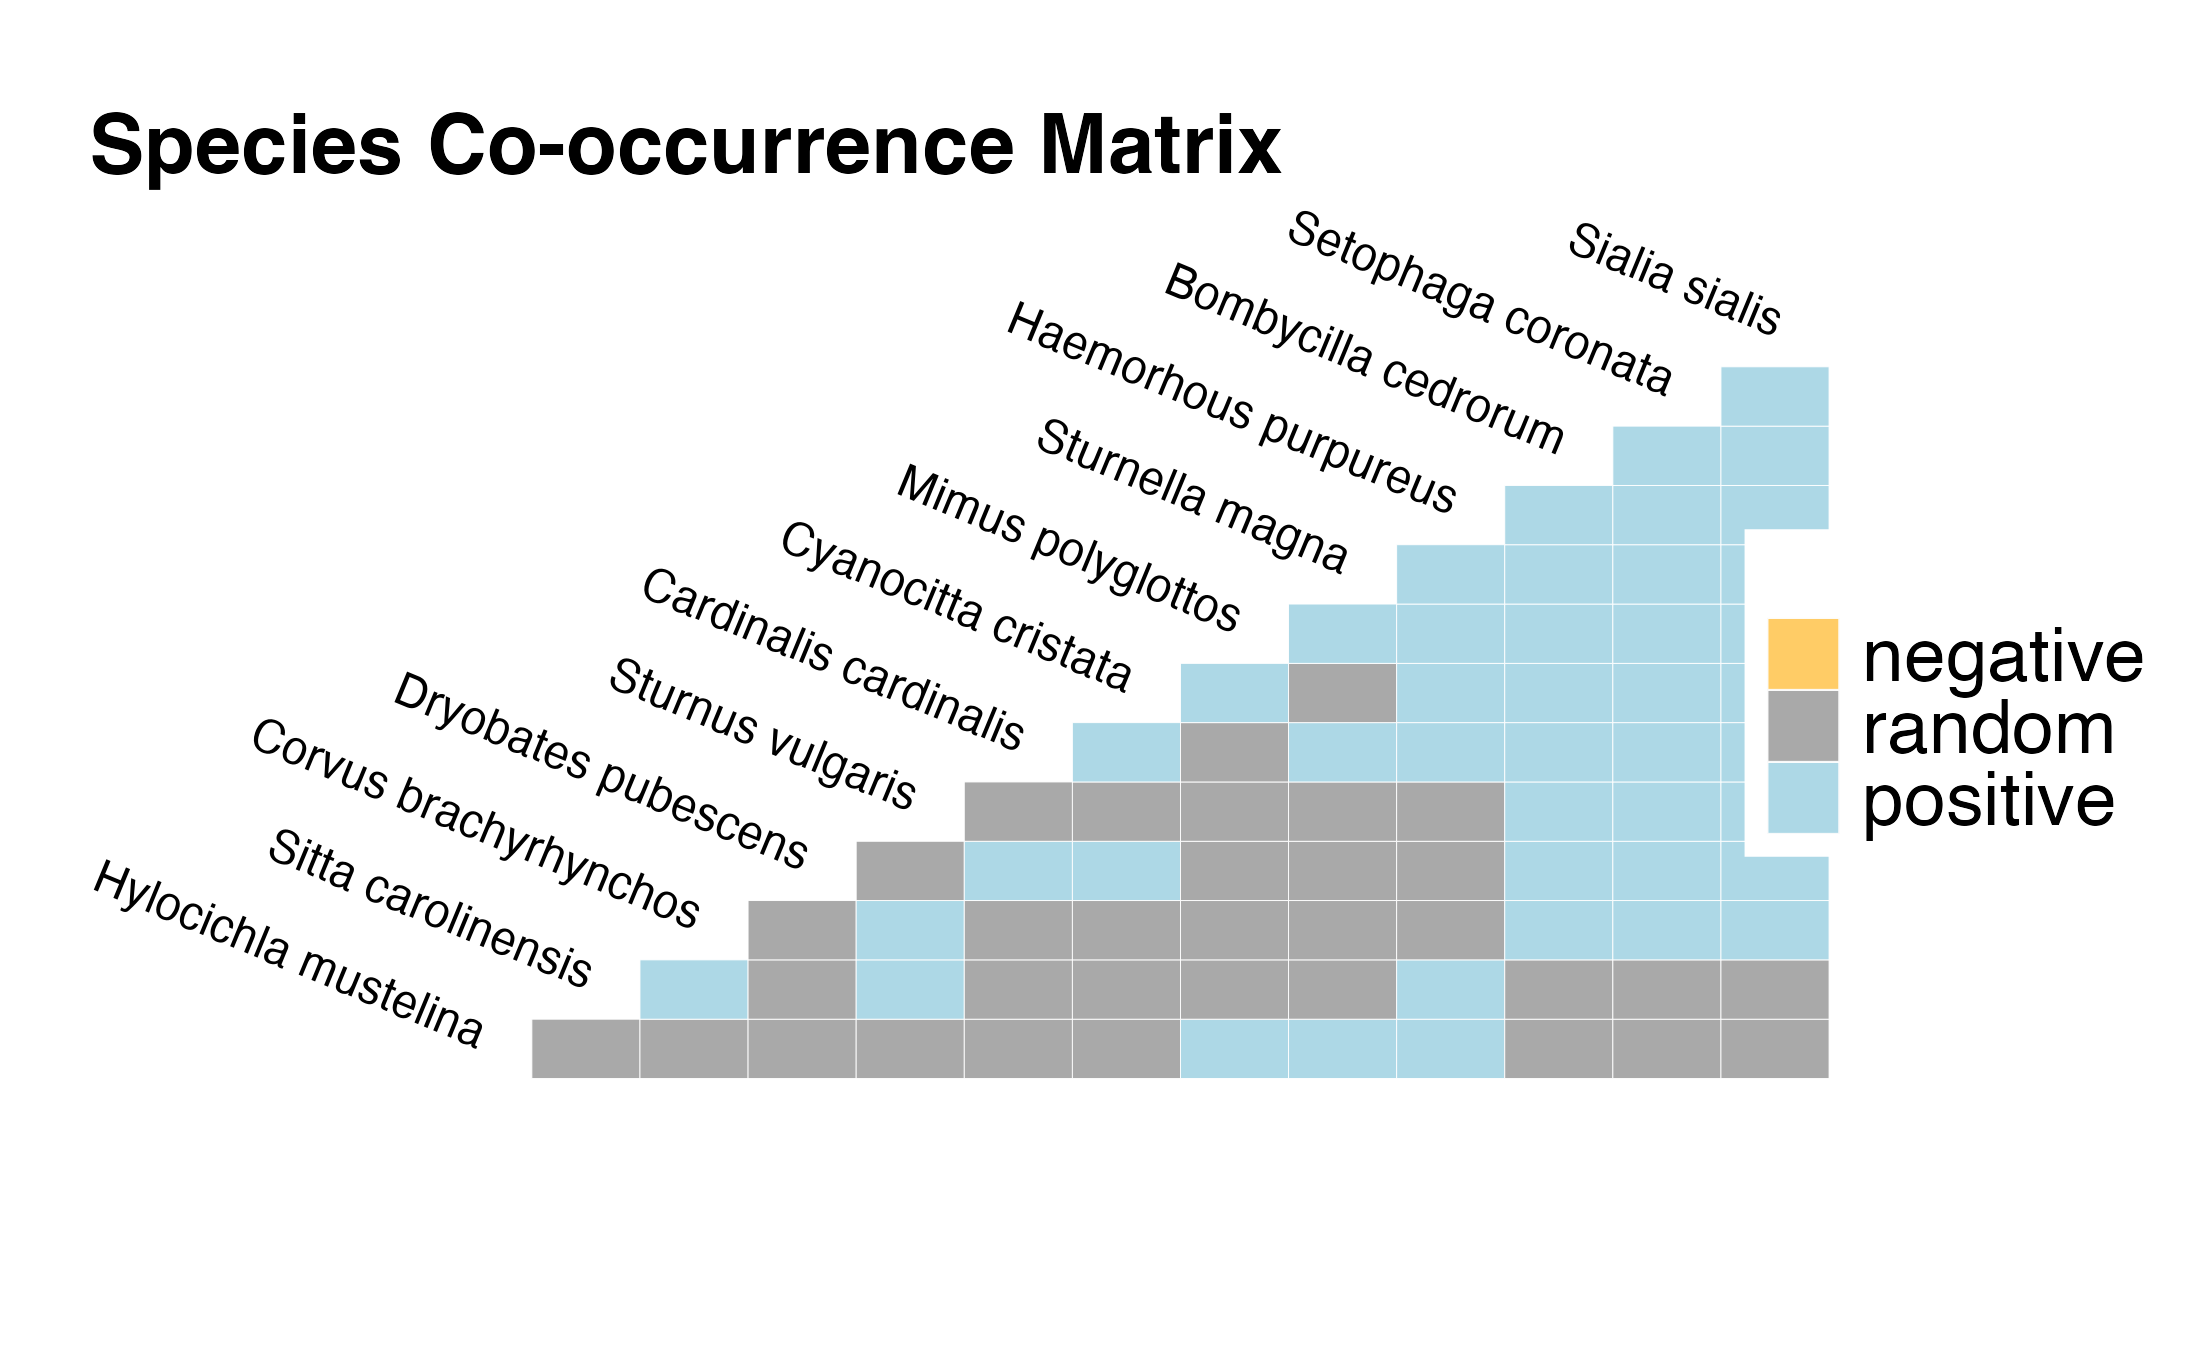 Species Co-occurrence Matrix
Sialia sialis
Setophaga coronata
Bombycilla cedrorum
Haemorhous purpureus
Sturnella magna
Mimus polyglottos
Cyanocitta cristata
Cardinalis cardinalis
Sturnus vulgaris
Dryobates pubescens
Corvus brachyrhynchos
Sitta carolinensis
Hylocichla mustelina
negative
random
positive